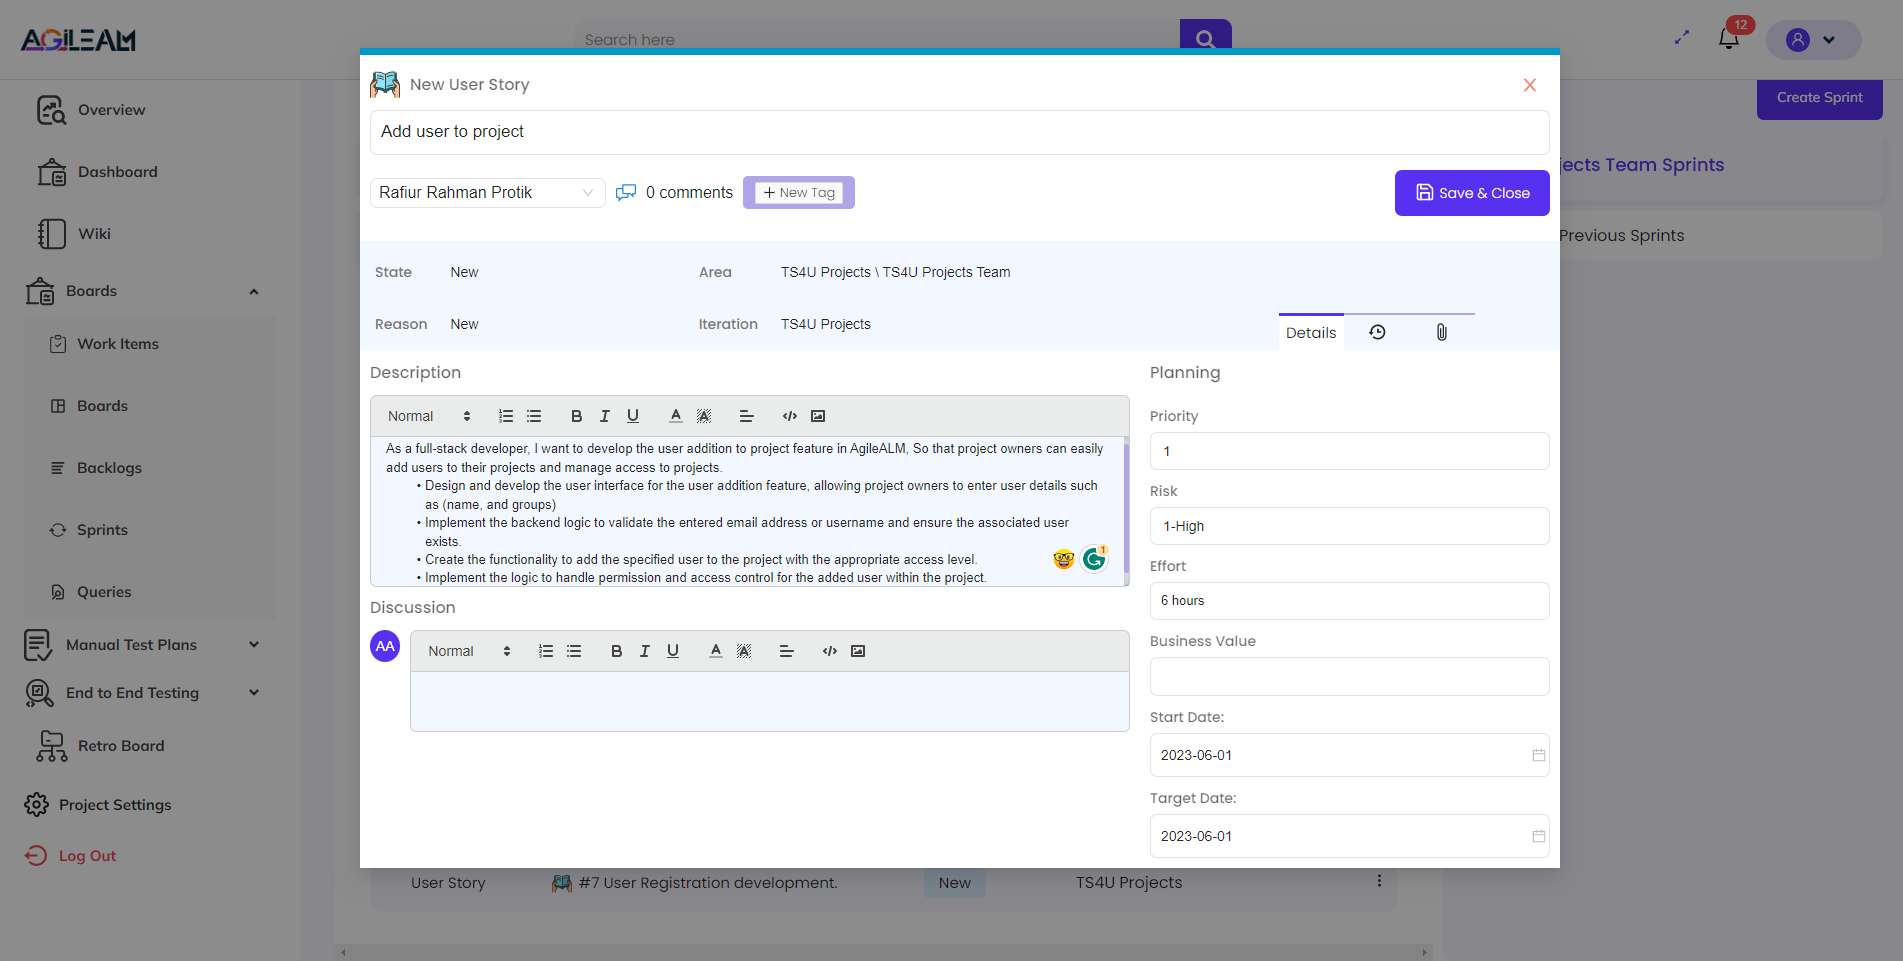 AGiLEAM
Search here
12
Create Sprint
Overview
Dashboard
Wiki
Boards
Work Items
Boards
Backlogs
Sprints
Queries
Manual Test Plans
End to End Testing
Retro Board
Project Settings
Log Out
New User Story
Add user to project
Rafiur Rahman Protik
0 comments
+ New Tag
Save & Close
State New
Area TS4U Projects \ TS4U Projects Team
Reason New
Iteration TS4U Projects
Details
Description
Normal
As a full-stack developer, I want to develop the user addition to project feature in AgileALM, So that project owners can easily
add users to their projects and manage access to projects.
• Design and develop the user interface for the user addition feature, allowing project owners to enter user details such
as (name, and groups)
• Implement the backend logic to validate the entered email address or username and ensure the associated user
exists.
• Create the functionality to add the specified user to the project with the appropriate access level.
• Implement the logic to handle permission and access control for the added user within the project.
1
Discussion
AA
Normal
Planning
Priority
1
Risk
1-High
Effort
6 hours
Business Value
Start Date:
2023-06-01
Target Date:
2023-06-01
jects Team Sprints
Previous Sprints
User Story
#7 User Registration development.
New
TS4U Projects